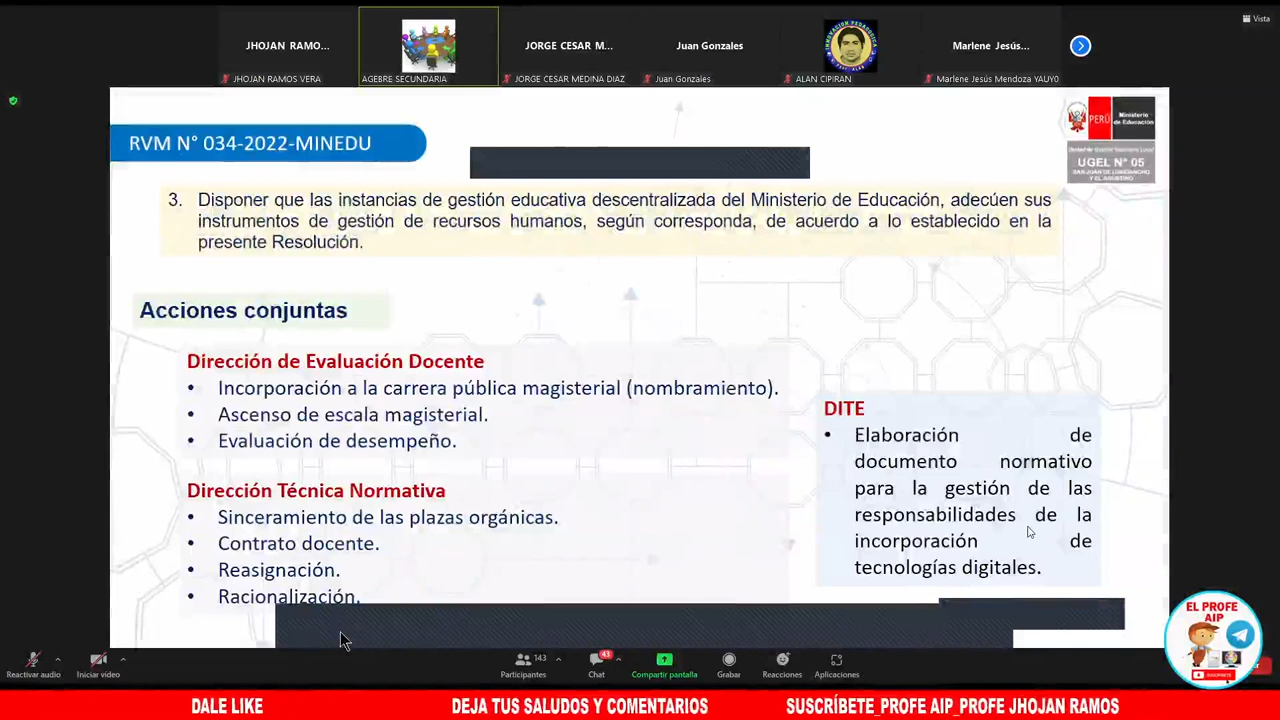 Vista
JHOJAN RAMO...
JORGE CESAR M...
Juan Gonzales
Marlene Jesús...
JHOJAN RAMOS VERA
AGEBRE SECUNDARIA
JORGE CESAR MEDINA DIAZ
Juan Gonzales
ALAN CIPIRAN
Marlene Jesús Mendoza YAUYO
RVM N° 034-2022-MINEDU
PERÚ
Ministerio
de Educación
UGEL N° 05
SAN JUAN DE LURIGANCHO
Y EL AGUSTINO
3. Disponer que las instancias de gestión educativa descentralizada del Ministerio de Educación, adecúen sus
instrumentos de gestión de recursos humanos, según corresponda, de acuerdo a lo establecido en la
presente Resolución.
Acciones conjuntas
Dirección de Evaluación Docente
• Incorporación a la carrera pública magisterial (nombramiento).
• Ascenso de escala magisterial.
• Evaluación de desempeño.
Dirección Técnica Normativa
• Sinceramiento de las plazas orgánicas.
• Contrato docente.
• Reasignación.
• Racionalización.
DITE
• Elaboración de
documento normativo
para la gestión de las
responsabilidades de la
incorporación de
tecnologías digitales.
EL PROFE
AIP
Reactivar audio
Iniciar vídeo
143
Participantes
43
Chat
Compartir pantalla
Grabar
Reacciones
Aplicaciones
DALE LIKE
DEJA TUS SALUDOS Y COMENTARIOS
SUSCRÍBETE_PROFE AIP_PROFE JHOJAN RAMOS